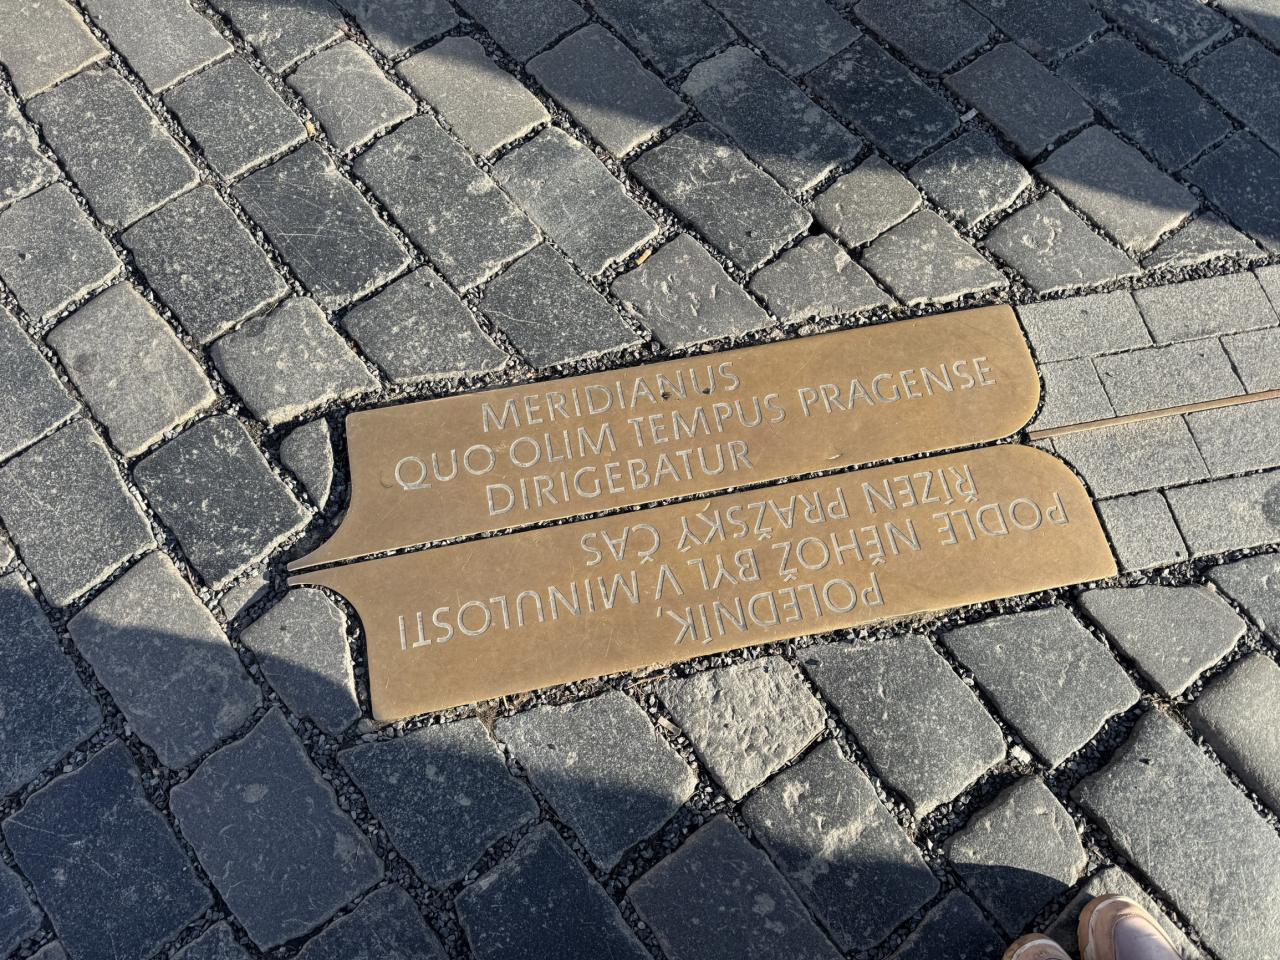 MERIDIANUS
QUO OLIM TEMPUS PRAGENSE
DIRIGEBATUR
POLEDNÍK,
PODLE NĚHOŽ BYL V MINULOSTI
ŘÍZEN PRAŽSKÝ ČAS